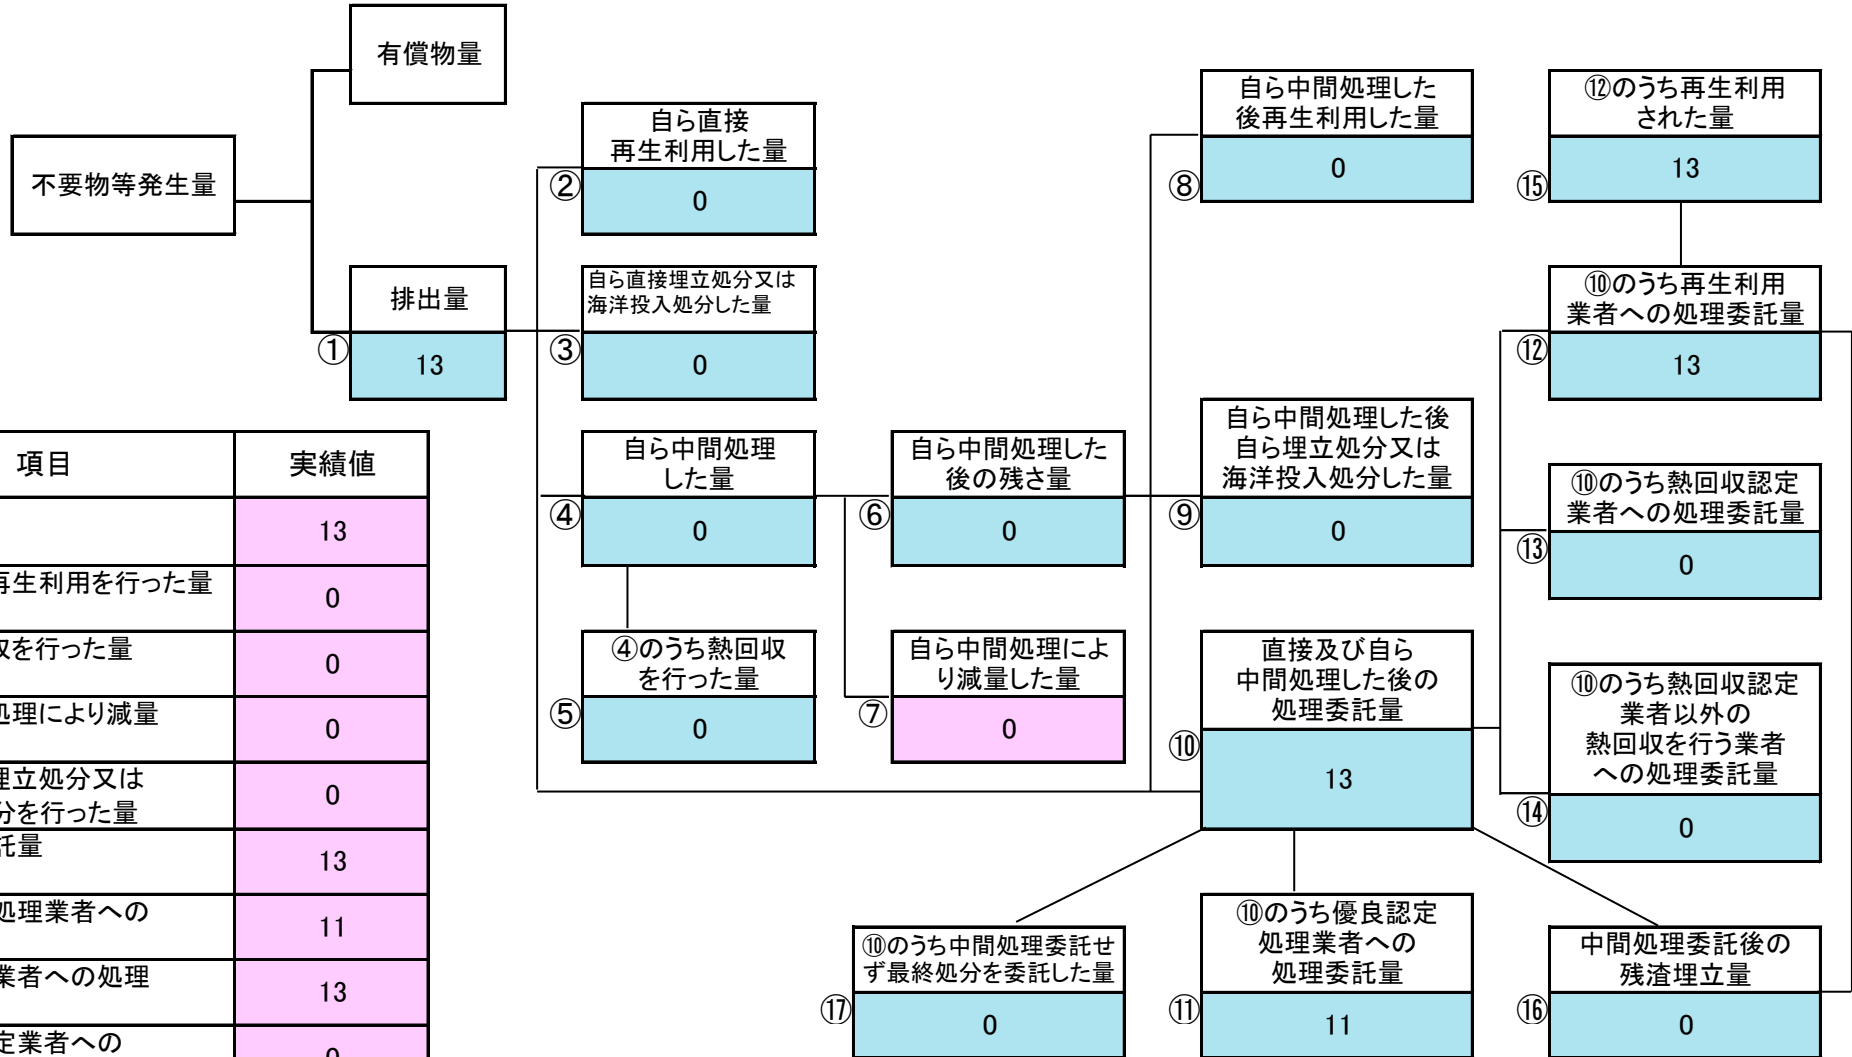 有償物量
不要物等発生量
排出量
①
13
自ら直接
再生利用した量
②
0
自ら直接埋立処分又は
海洋投入処分した量
③
0
自ら中間処理
した量
④
0
④のうち熱回収
を行った量
⑤
0
自ら中間処理した
後の残さ量
⑥
0
自ら中間処理によ
り減量した量
⑦
0
自ら中間処理した
後再生利用した量
⑧
0
自ら中間処理した後
自ら埋立処分又は
海洋投入処分した量
⑨
0
直接及び自ら
中間処理した後の
処理委託量
⑩
13
⑫のうち再生利用
された量
⑮
13
⑩のうち再生利用
業者への処理委託量
⑫
13
⑩のうち熱回収認定
業者への処理委託量
⑬
0
⑩のうち熱回収認定
業者以外の
熱回収を行う業者
への処理委託量
⑭
0
⑩のうち中間処理委託せ
ず最終処分を委託した量
⑰
0
⑩のうち優良認定
処理業者への
処理委託量
⑪
11
中間処理委託後の
残渣埋立量
⑯
0
項目 実績値
13
再生利用を行った量 0
を行った量 0
処理により減量 0
埋立処分又は
分を行った量 0
託量 13
処理業者への 11
業者への処理 13
定業者への 0